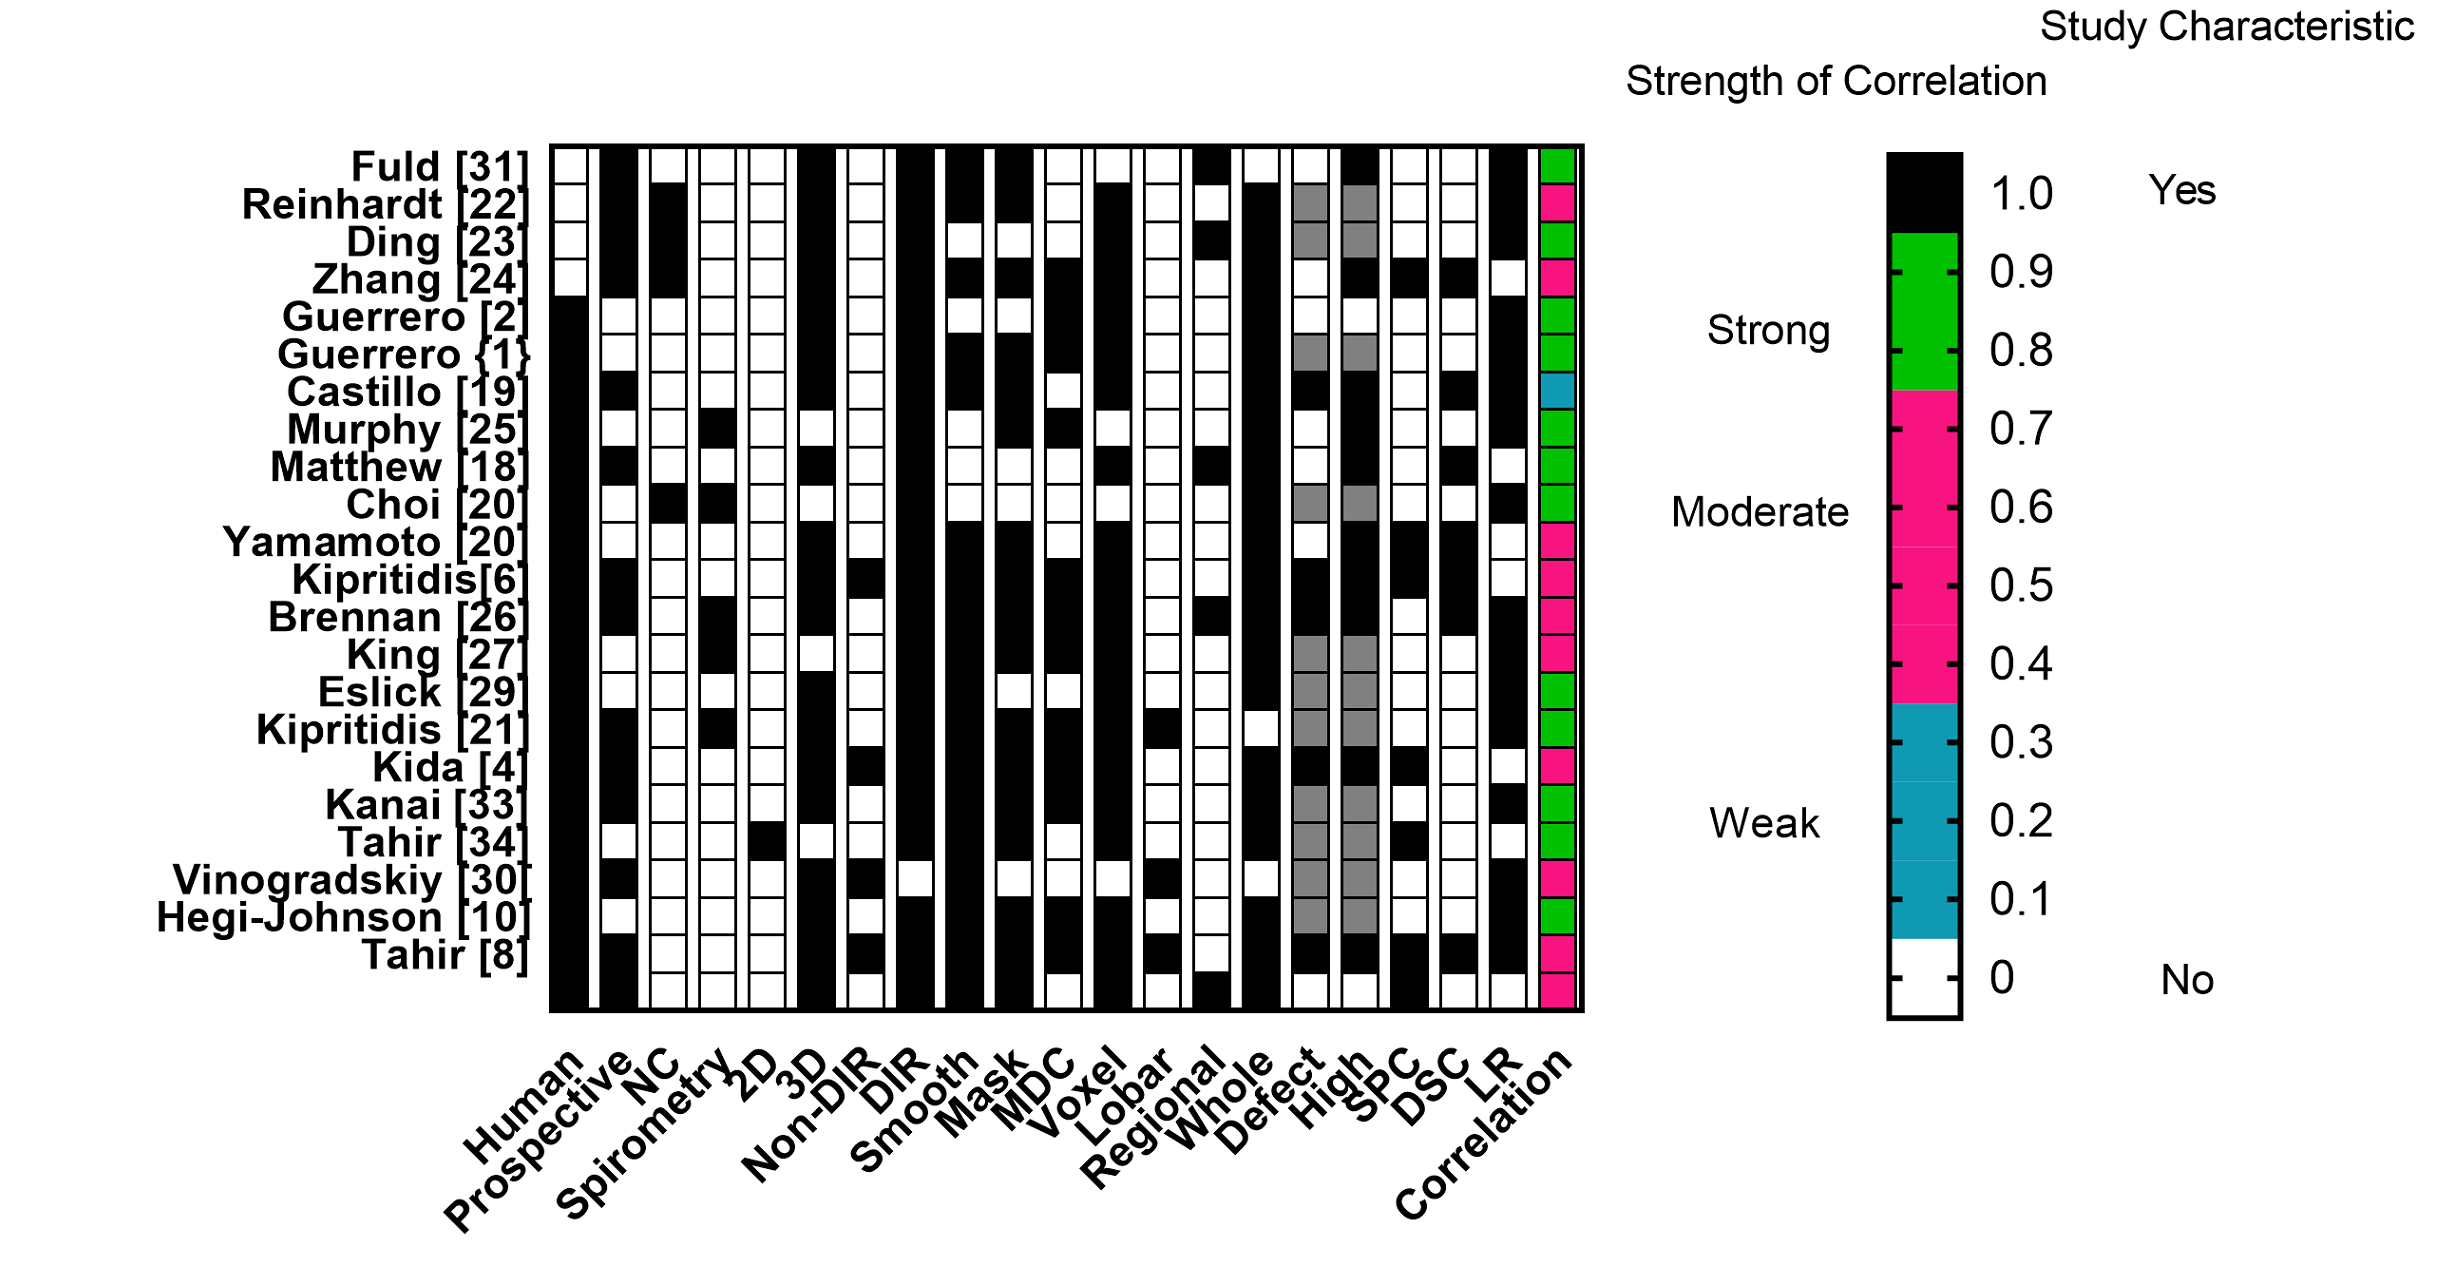 Study Characteristic
Strength of Correlation
Fuld [31]
Reinhardt [22]
Ding [23]
Zhang [24]
Guerrero [2]
Guerrero {1}
Castillo [19]
Murphy [25]
Matthew [18]
Choi [20]
Yamamoto [20]
Kipritidis[6]
Brennan [26]
King [27]
Eslick [29]
Kipritidis [21]
Kida [4]
Kanai [33]
Tahir [34]
Vinogradskiy [30]
Hegi-Johnson [10]
Tahir [8]
Human
Prospective
NC
Spirometry
2D
3D
Non-DIR
DIR
Smooth
Mask
MDC
Voxel
Lobar
Regional
Whole
Defect
High
SPC
DSC
LR
Correlation
Strong
Moderate
Weak
1.0
0.9
0.8
0.7
0.6
0.5
0.4
0.3
0.2
0.1
0
Yes
No